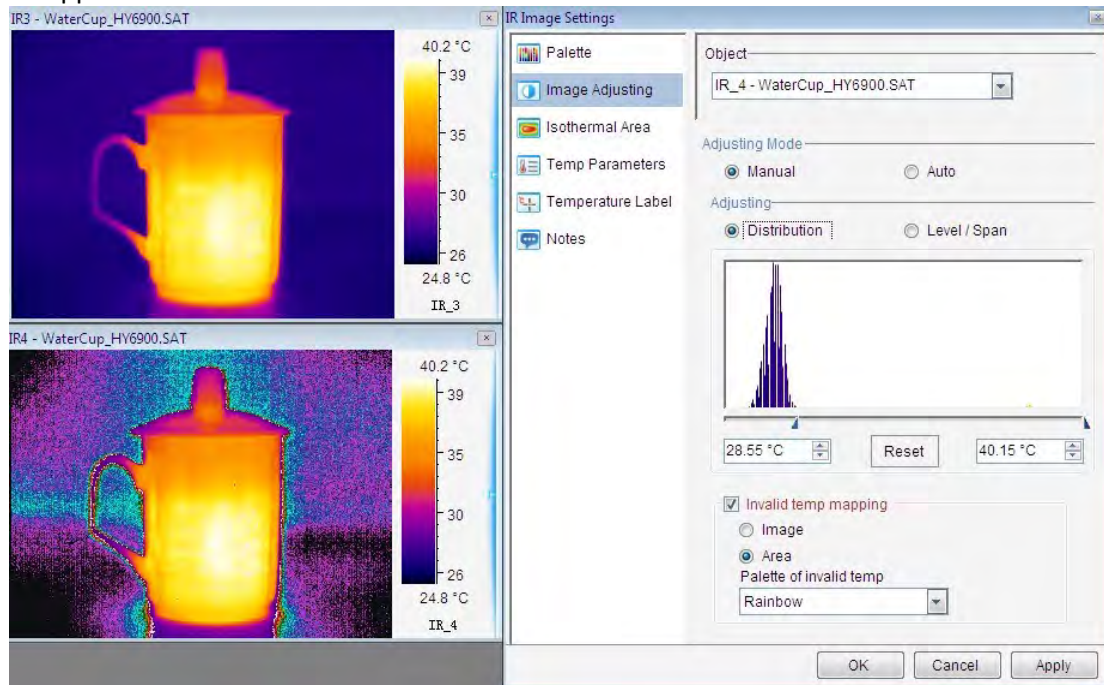 IR3 - WaterCup_HY6900.SAT
40.2 °C
39
35
30
26
24.8 °C
IR_3
IR4 - WaterCup_HY6900.SAT
40.2 °C
39
35
30
26
24.8 °C
IR_4
IR Image Settings
Palette
Image Adjusting
Isothermal Area
Temp Parameters
Temperature Label
Notes
Object
IR_4 - WaterCup_HY6900.SAT
Adjusting Mode
Manual Auto
Adjusting
Distribution Level / Span
28.55 °C Reset 40.15 °C
Invalid temp mapping
Image
Area
Palette of invalid temp
Rainbow
OK Cancel Apply